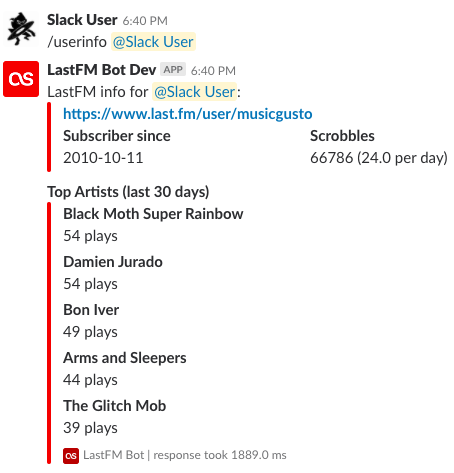 Slack User 6:40 PM
/userinfo @Slack User
LastFM Bot Dev APP 6:40 PM
LastFM info for @Slack User:
https://www.last.fm/user/musicgusto
Subscriber since Scrobbles
2010-10-11 66786 (24.0 per day)
Top Artists (last 30 days)
Black Moth Super Rainbow
54 plays
Damien Jurado
54 plays
Bon Iver
49 plays
Arms and Sleepers
44 plays
The Glitch Mob
39 plays
LastFM Bot | response took 1889.0 ms